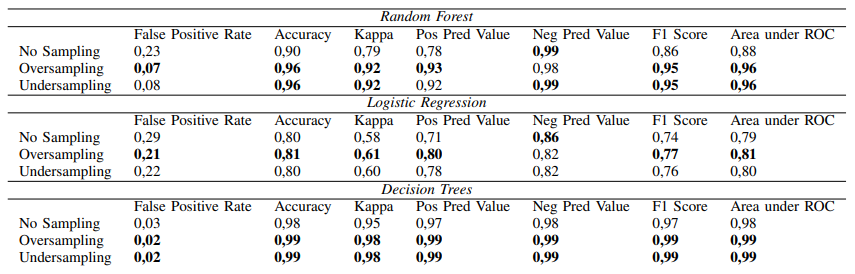 Random Forest
False Positive Rate Accuracy Kappa Pos Pred Value Neg Pred Value F1 Score Area under ROC
No Sampling 0,23 0,90 0,79 0,78 0,99 0,86 0,88
Oversampling 0,07 0,96 0,92 0,93 0,98 0,95 0,96
Undersampling 0,08 0,96 0,92 0,92 0,99 0,95 0,96
Logistic Regression
False Positive Rate Accuracy Kappa Pos Pred Value Neg Pred Value F1 Score Area under ROC
No Sampling 0,29 0,80 0,58 0,71 0,86 0,74 0,79
Oversampling 0,21 0,81 0,61 0,80 0,82 0,77 0,81
Undersampling 0,22 0,80 0,60 0,78 0,82 0,76 0,80
Decision Trees
False Positive Rate Accuracy Kappa Pos Pred Value Neg Pred Value F1 Score Area under ROC
No Sampling 0,03 0,98 0,95 0,97 0,98 0,97 0,98
Oversampling 0,02 0,99 0,98 0,99 0,99 0,99 0,99
Undersampling 0,02 0,99 0,98 0,99 0,99 0,99 0,99